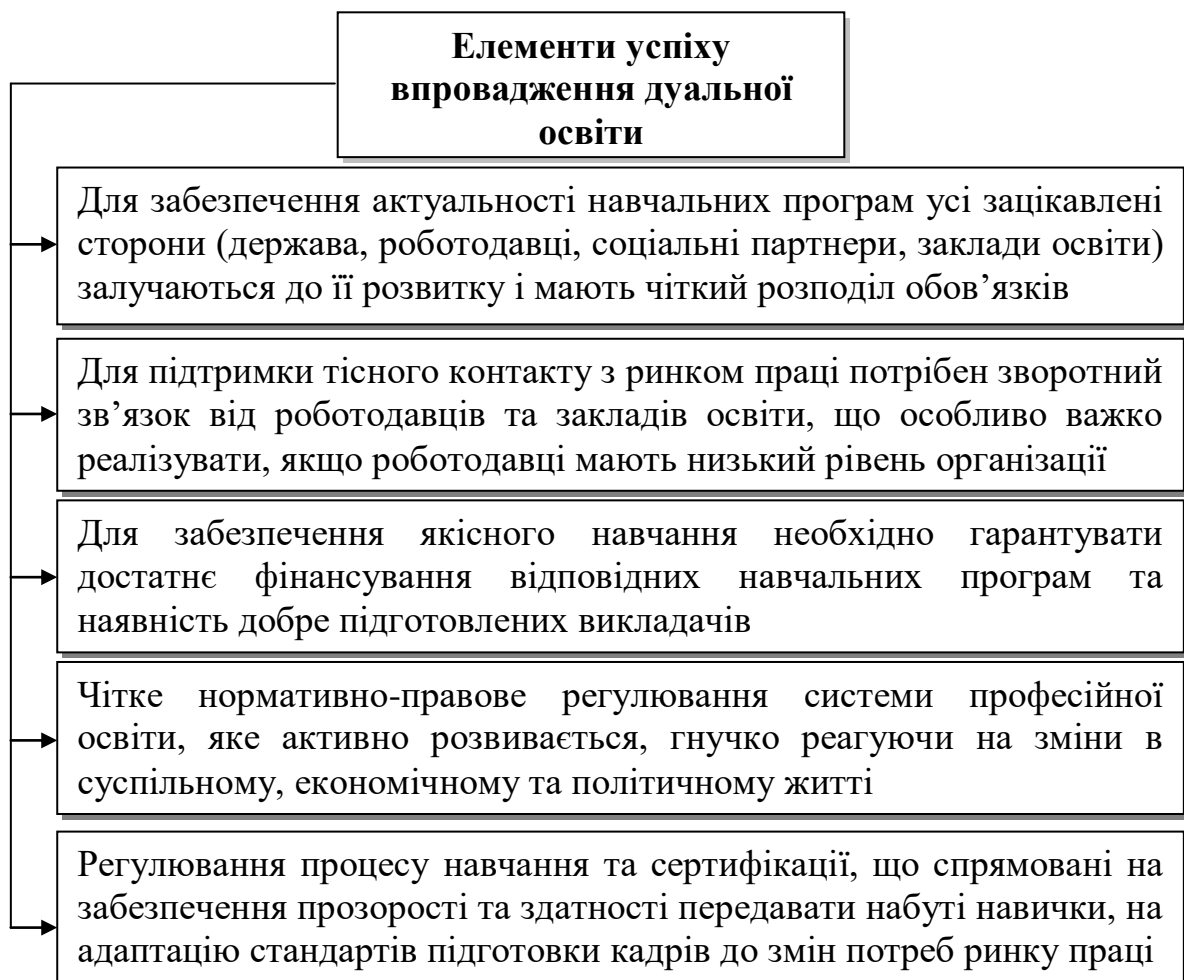 Елементи успіху
впровадження дуальної
освіти
Для забезпечення актуальності навчальних програм усі зацікавлені
сторони (держава, роботодавці, соціальні партнери, заклади освіти)
залучаються до її розвитку і мають чіткий розподіл обов’язків
Для підтримки тісного контакту з ринком праці потрібен зворотний
зв’язок від роботодавців та закладів освіти, що особливо важко
реалізувати, якщо роботодавці мають низький рівень організації
Для забезпечення якісного навчання необхідно гарантувати
достатнє фінансування відповідних навчальних програм та
наявність добре підготовлених викладачів
Чітке нормативно-правове регулювання системи професійної
освіти, яке активно розвивається, гнучко реагуючи на зміни в
суспільному, економічному та політичному житті
Регулювання процесу навчання та сертифікації, що спрямовані на
забезпечення прозорості та здатності передавати набуті навички, на
адаптацію стандартів підготовки кадрів до змін потреб ринку праці